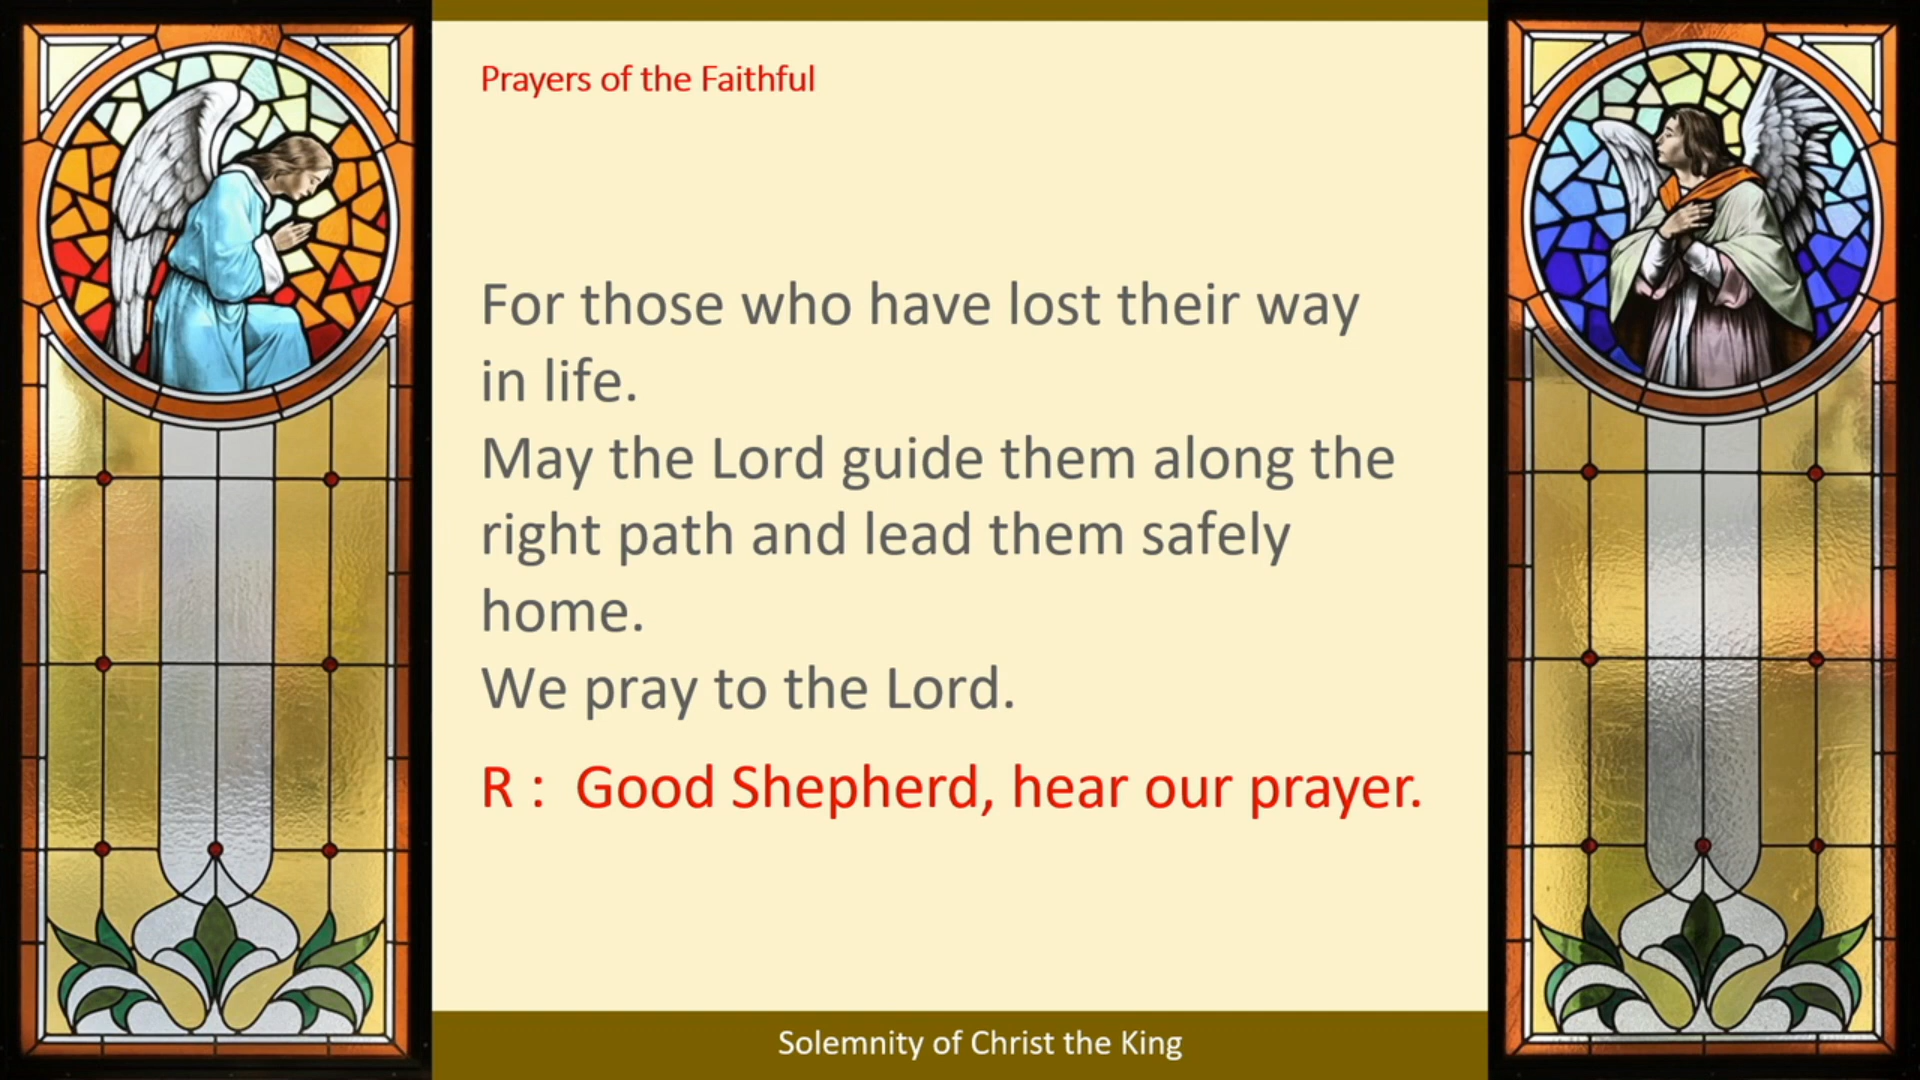 Prayers of the Faithful
For those who have lost their way
in life.
May the Lord guide them along the
right path and lead them safely
home.
We pray to the Lord.
R :  Good Shepherd, hear our prayer.
Solemnity of Christ the King